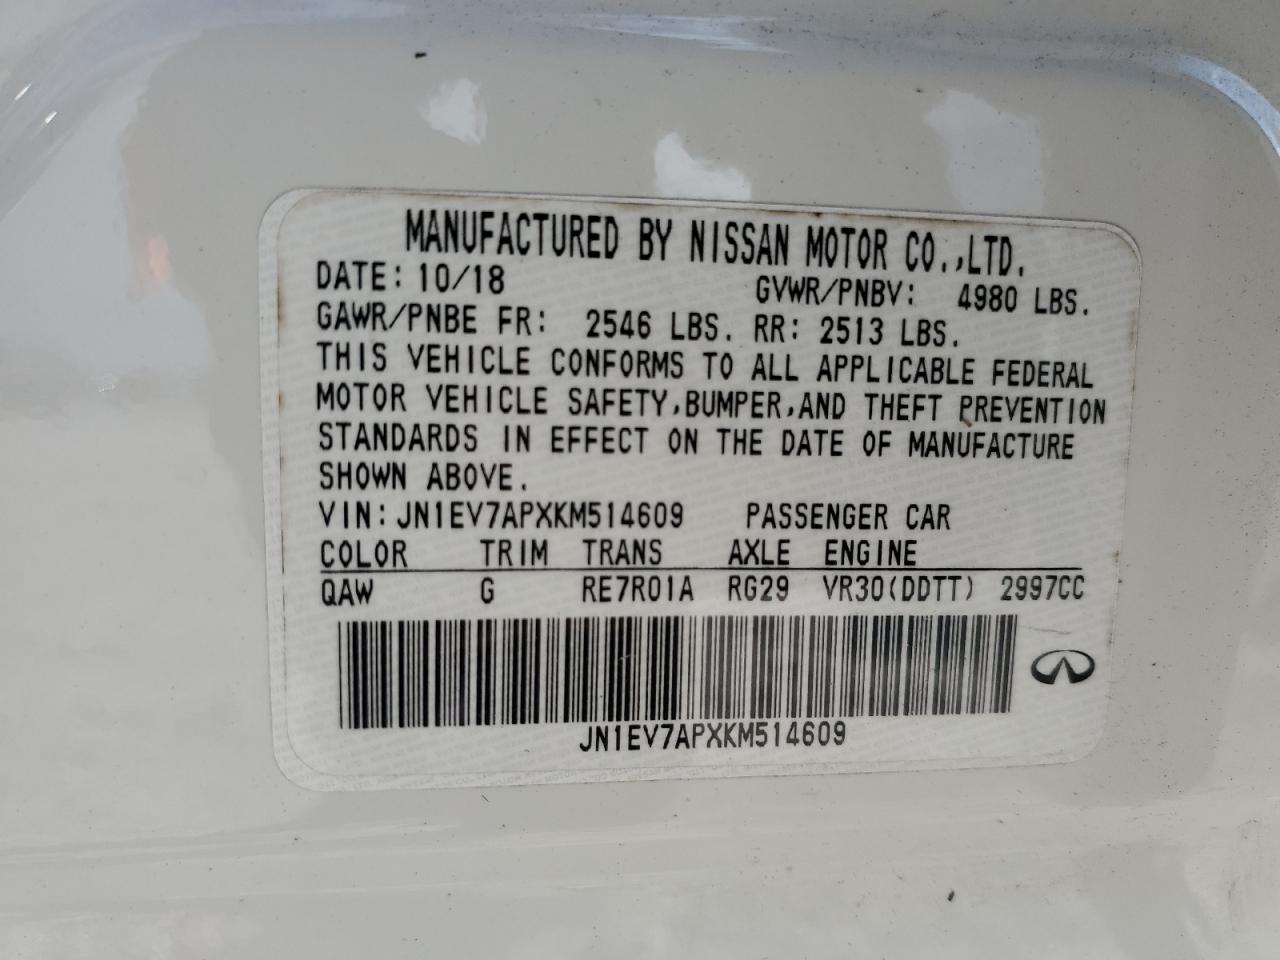 MANUFACTURED BY NISSAN MOTOR CO.,LTD.
DATE: 10/18 GVWR/PNBV: 4980 LBS.
GAWR/PNBE FR: 2546 LBS. RR: 2513 LBS.
THIS VEHICLE CONFORMS TO ALL APPLICABLE FEDERAL
MOTOR VEHICLE SAFETY,BUMPER,AND THEFT PREVENTION
STANDARDS IN EFFECT ON THE DATE OF MANUFACTURE
SHOWN ABOVE.
VIN: JN1EV7APXKM514609 PASSENGER CAR
COLOR TRIM TRANS AXLE ENGINE
QAW G RE7R01A RG29 VR30(DDTT) 2997CC
JN1EV7APXKM514609